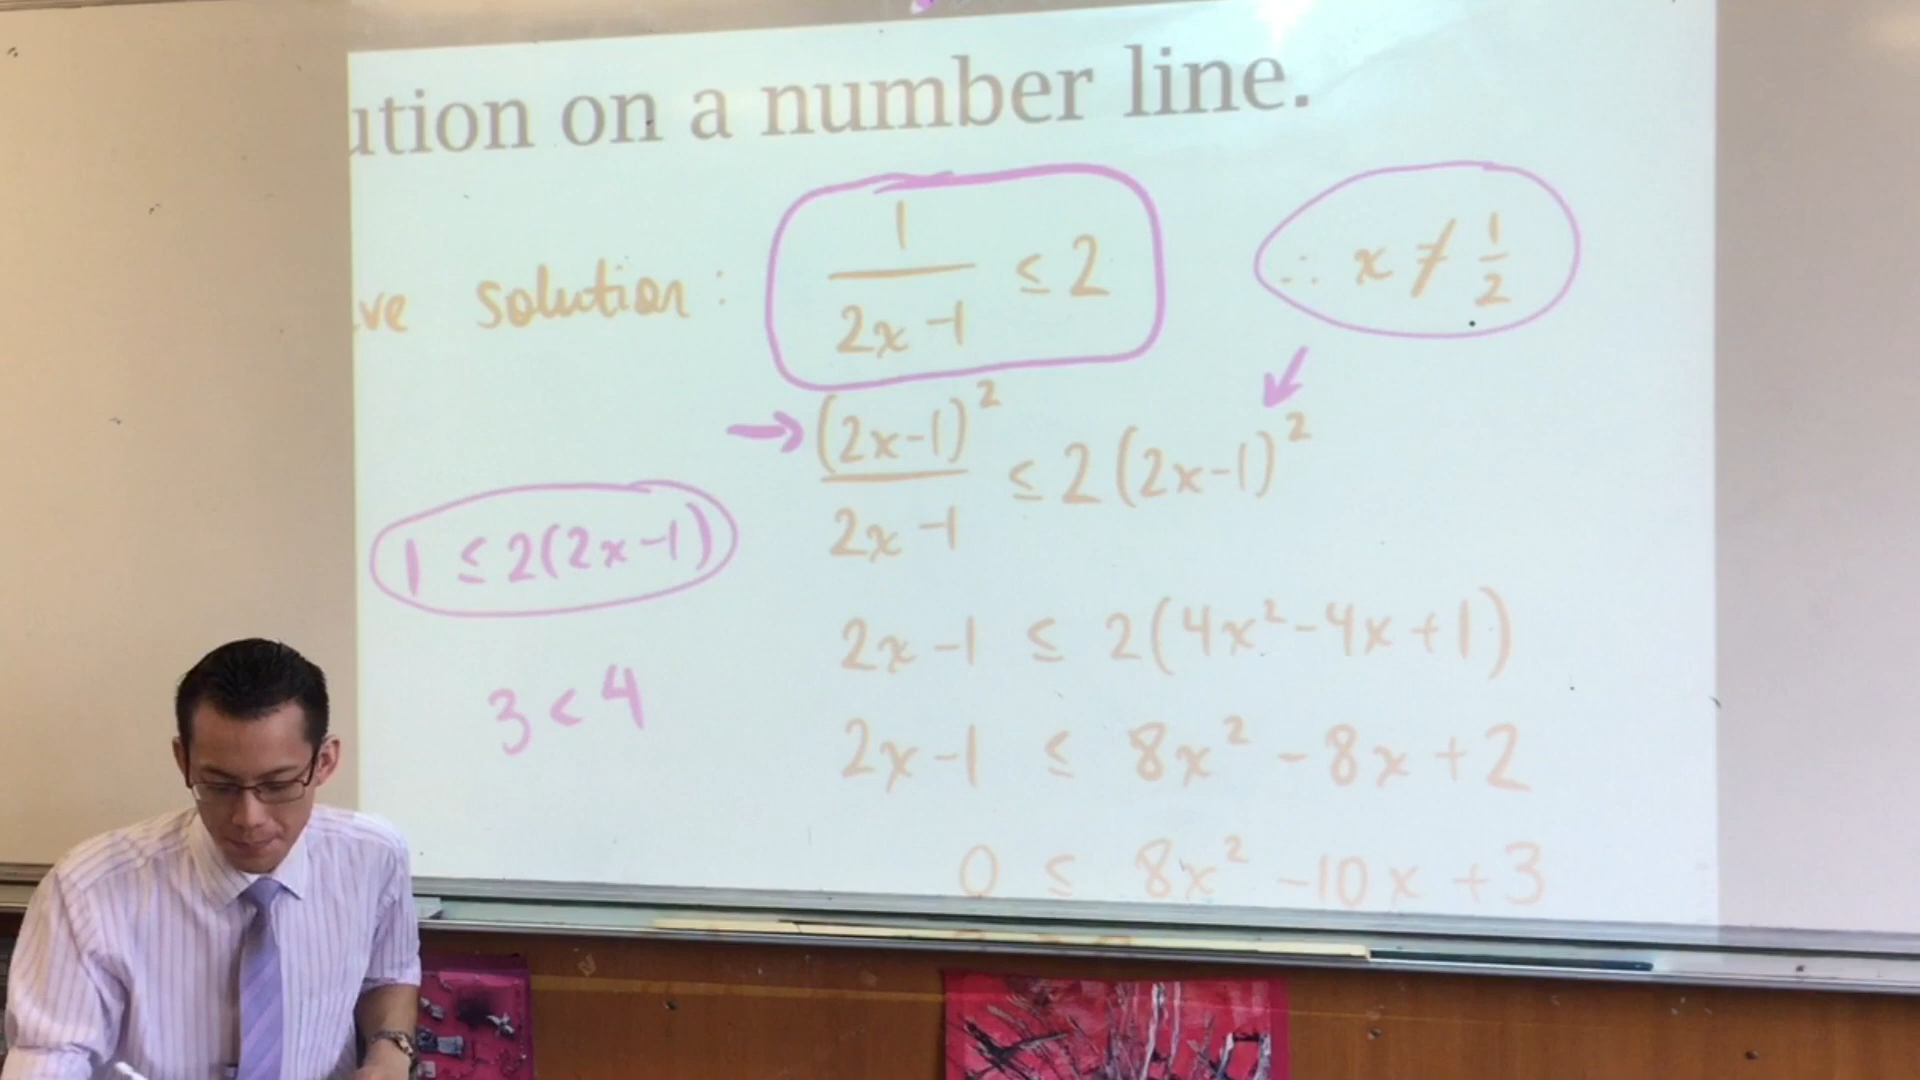 ution on a number line.
ve solution: 1/(2x-1) ≤ 2 ∴ x ≠ 1/2
→ (2x-1)²/(2x-1) ≤ 2(2x-1)²
1 ≤ 2(2x-1)
2x-1 ≤ 2(4x²-4x+1)
3 < 4
2x-1 ≤ 8x²-8x+2
0 ≤ 8x²-10x+3